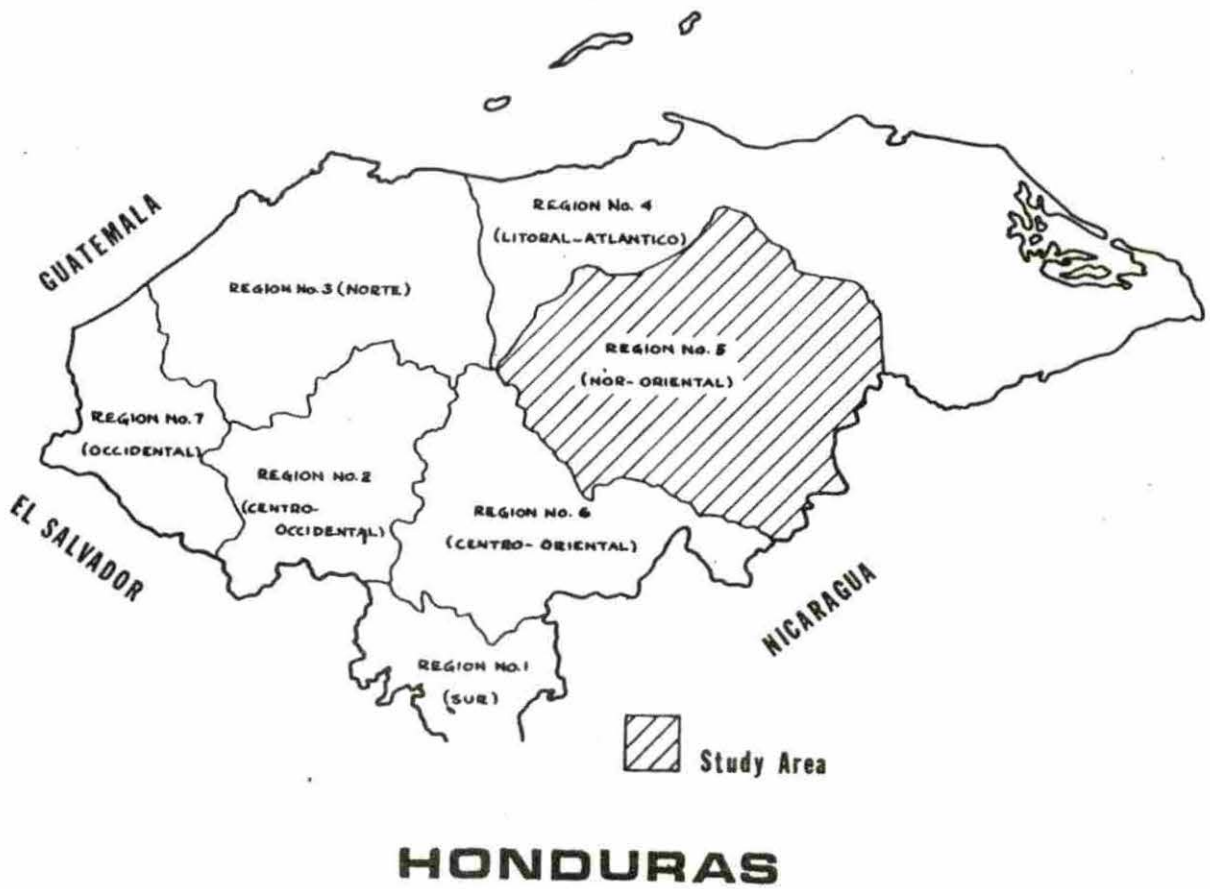 GUATEMALA
REGION No. 4
(LITORAL-ATLANTICO)
REGION No. 3 (NORTE)
REGION No. 5
(NOR-ORIENTAL)
REGION No. 7
(OCCIDENTAL)
REGION No. 2
(CENTRO-
OCCIDENTAL)
REGION No. 6
(CENTRO-ORIENTAL)
EL SALVADOR
NICARAGUA
REGION No. 1
(SUR)
Study Area
HONDURAS